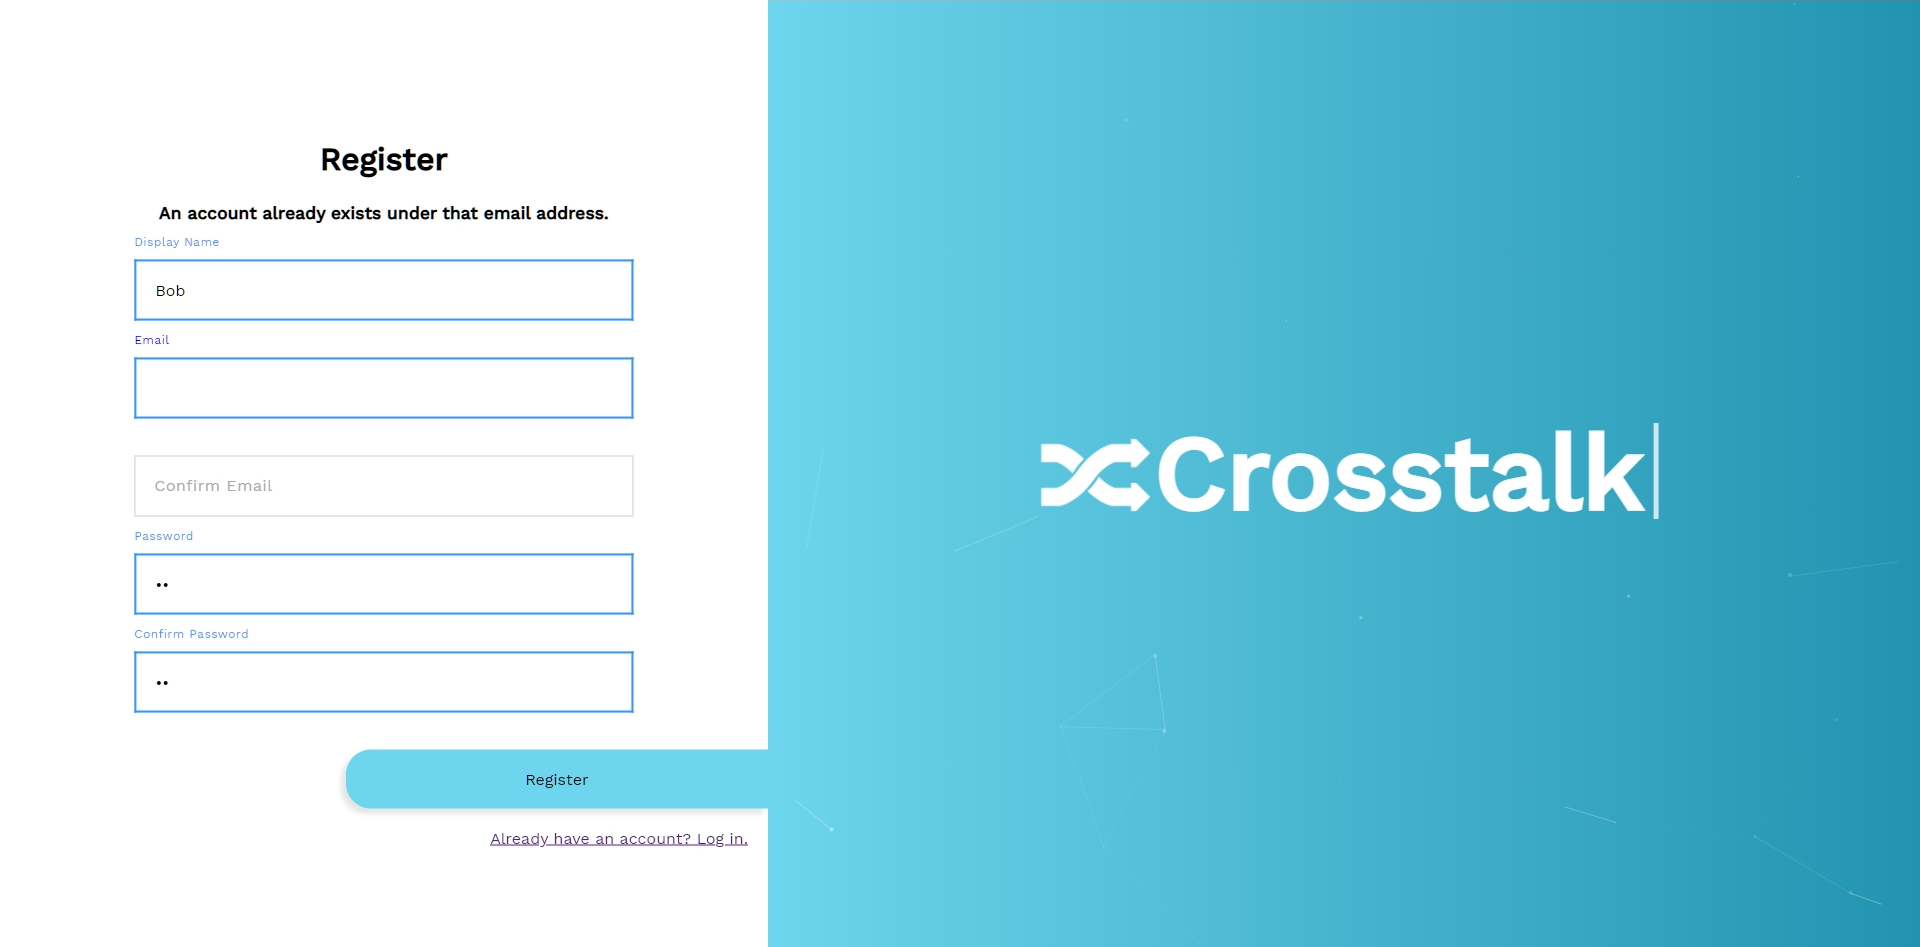 Register
An account already exists under that email address.
Display Name
Bob
Email
Confirm Email
Password
••
Confirm Password
••
Register
Already have an account? Log in.
Crosstalk